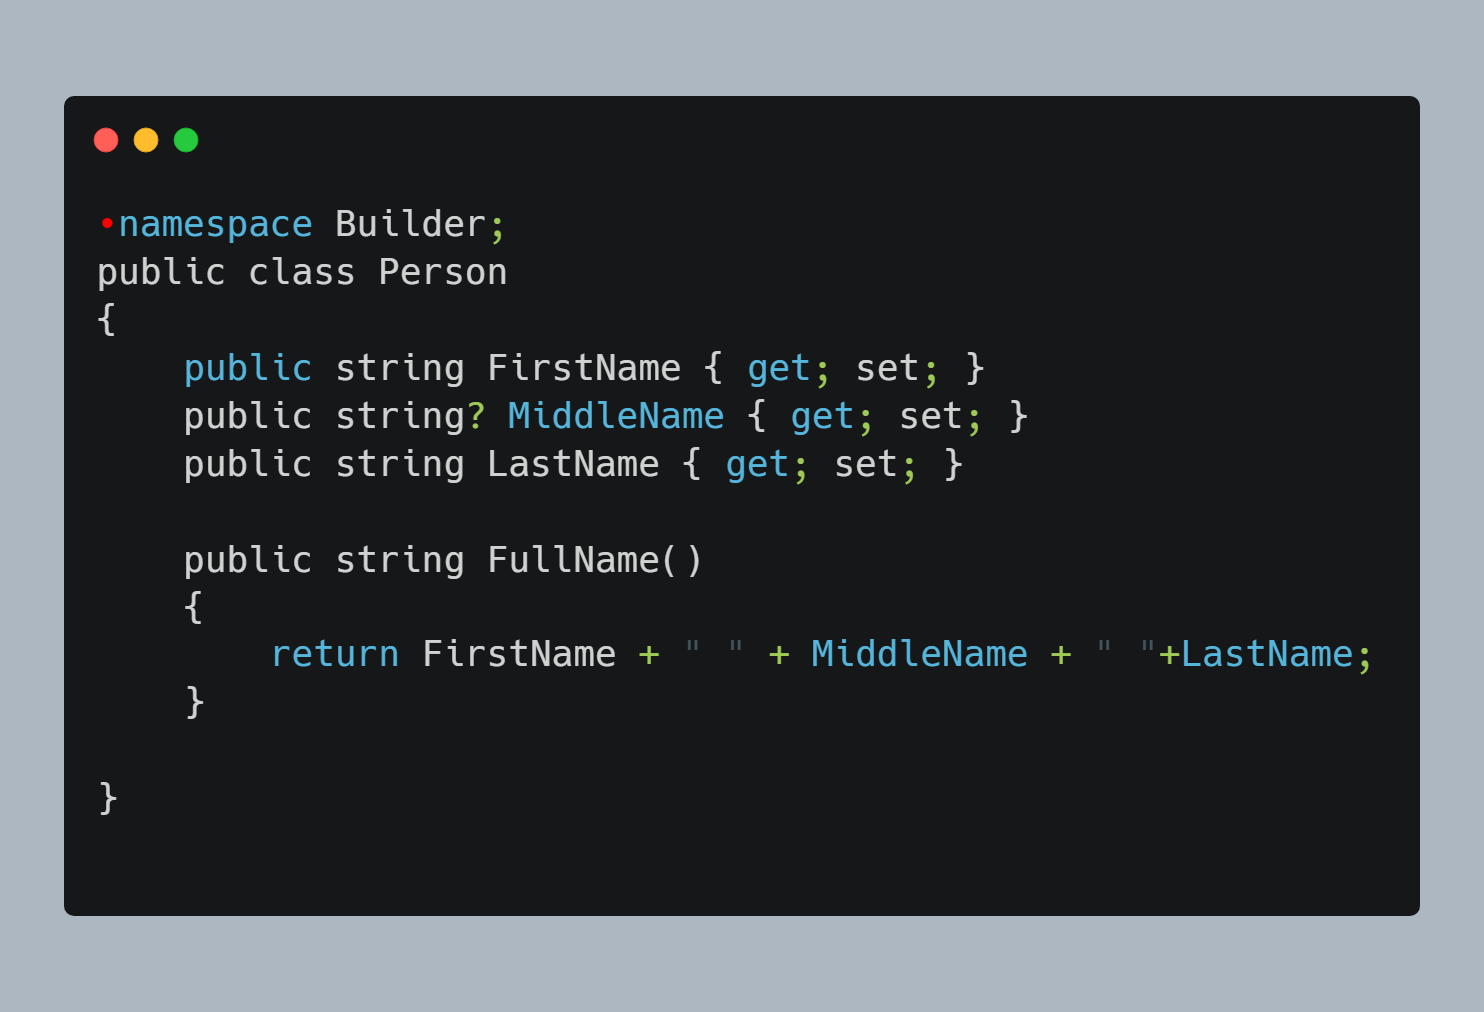 •namespace Builder;
public class Person
{
    public string FirstName { get; set; }
    public string? MiddleName { get; set; }
    public string LastName { get; set; }

    public string FullName()
    {
        return FirstName + " " + MiddleName + " "+LastName;
    }

}